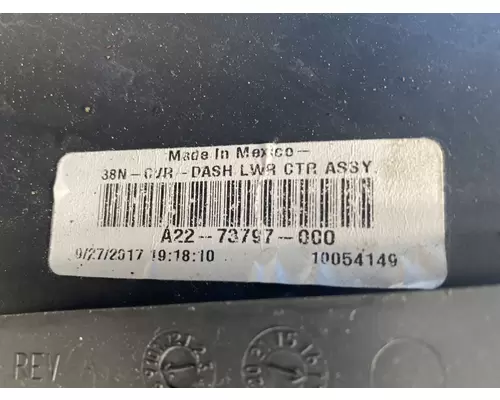 Made In Mexico-
38N-CVR-DASH LWR CTR ASSY.
A22-73797-000
9/27/2017 19:18:10 10054149
REV A